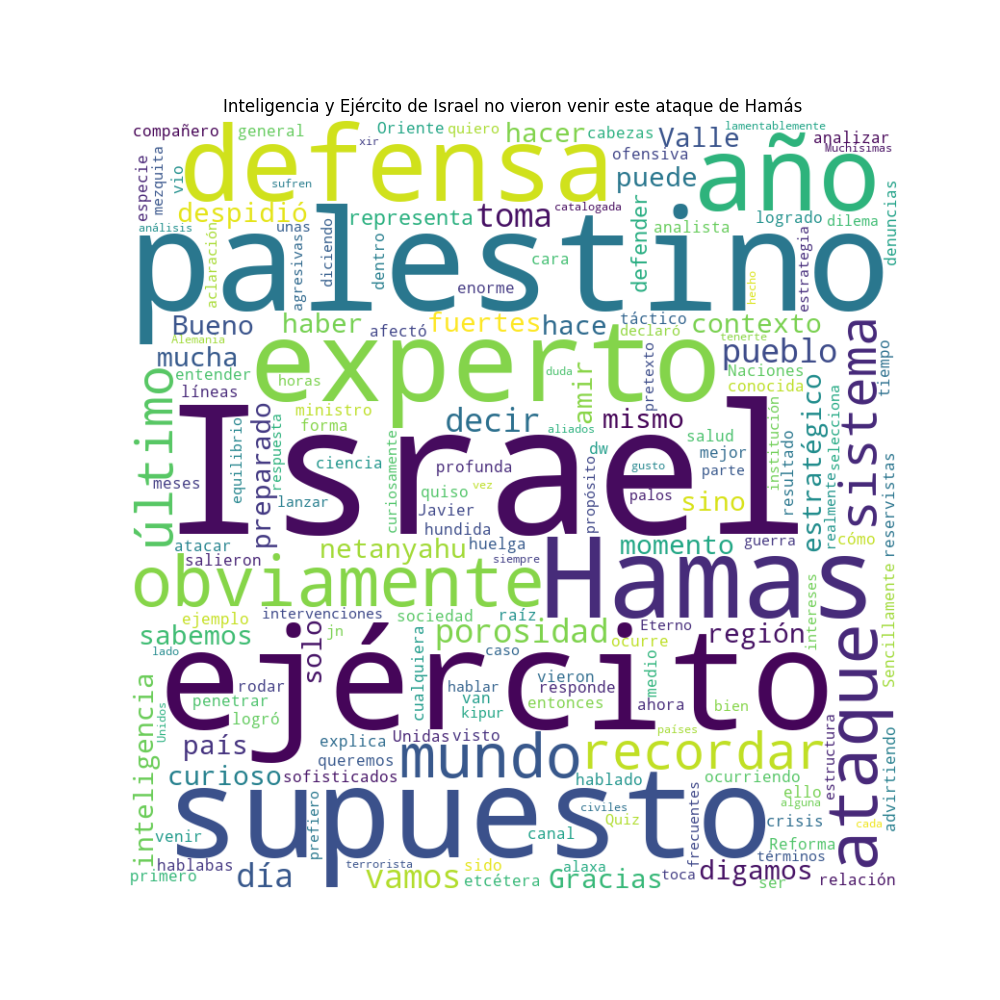 Inteligencia y Ejército de Israel no vieron venir este ataque de Hamás
compañero general Oriente quiero hacer cabezas Valle lamentablemente analizar
xir Muchísimas
defensa año
especie mezquita vio sufren ofensiva puede
despidió representa toma catalogada logrado dilema denuncias
análisis unas analista
palestino
aclaración agresivas diciendo dentro cara defender hecho estrategia
enorme
Bueno haber afectó fuertes hace táctico declaró contexto
Alemania tenerte
mucha experto pueblo
entender horas duda amir pretexto Naciones conocida tiempo
líneas ministro forma decir aliados mismo
último sistema
Israel
preparado respuesta equilibrio ciencia curiosamente profunda dw gusto salud mejor parte institución resultado estratégico realmente selecciona
meses lanzar quiso vez propósito palos sino
Javier hundida
atacar salieron netanyahu huelga siempre momento guerra cómo reservistas
obviamente Hamas
ejemplo intervenciones sociedad raíz Eterno intereses Sencillamente
sabemos solo jn porosidad ocurre región
lado caso
ejército ataque
rodar penetrar logró cualquiera hablar van kipur vieron responde entonces medio ahora bien
inteligencia Unidos
país explica Unidas visto países
queremos mundo recordar estructura advirtiendo
curioso sofisticados hablado ocurriendo
supuesto
ello alguna
prefiero civiles Quiz frecuentes crisis cada
venir canal Reforma
términos
hablabas terrorista sido alaxa toca
primero día vamos etcétera Gracias digamos ser relación